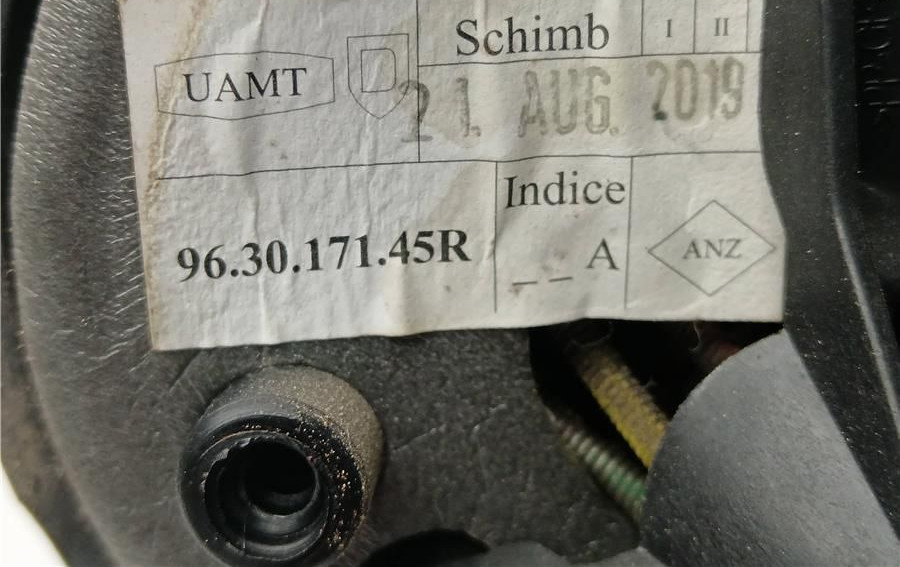 Schimb I II
UAMT D 21. AUG. 2019
Indice
96.30.171.45R _ _ A ANZ